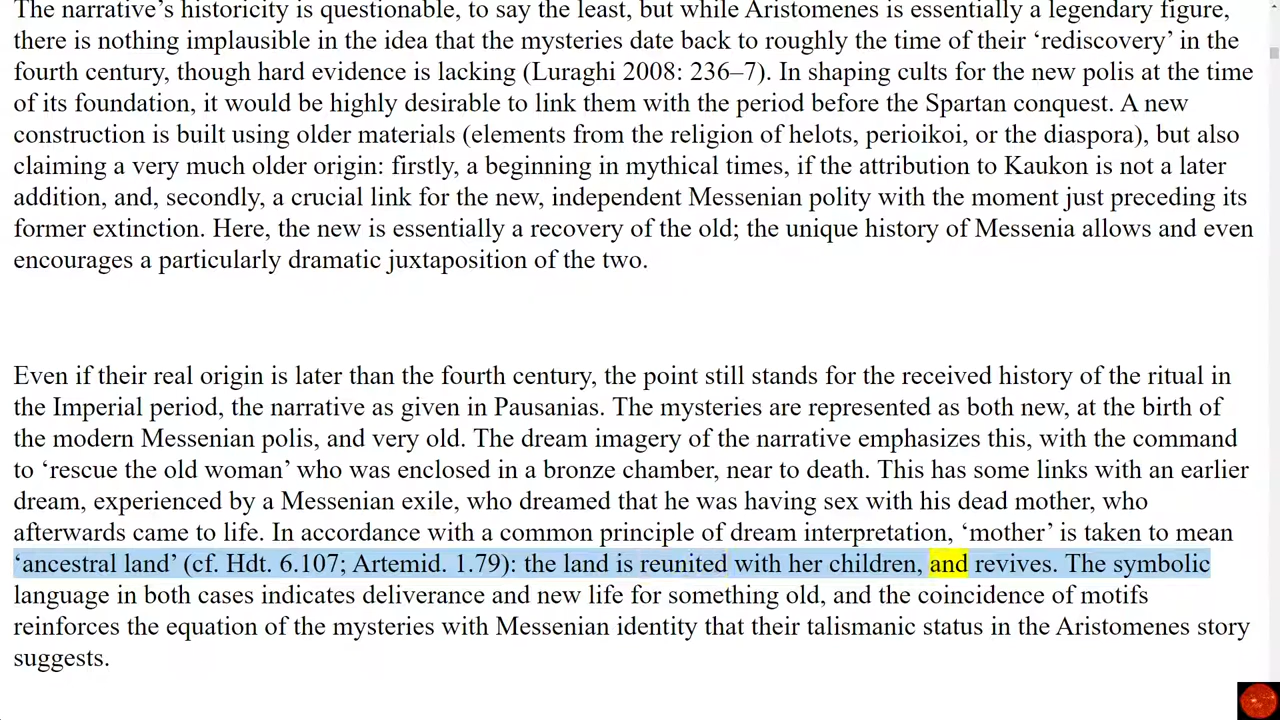 The narrative’s historicity is questionable, to say the least, but while Aristomenes is essentially a legendary figure,
there is nothing implausible in the idea that the mysteries date back to roughly the time of their ‘rediscovery’ in the
fourth century, though hard evidence is lacking (Luraghi 2008: 236–7). In shaping cults for the new polis at the time
of its foundation, it would be highly desirable to link them with the period before the Spartan conquest. A new
construction is built using older materials (elements from the religion of helots, perioikoi, or the diaspora), but also
claiming a very much older origin: firstly, a beginning in mythical times, if the attribution to Kaukon is not a later
addition, and, secondly, a crucial link for the new, independent Messenian polity with the moment just preceding its
former extinction. Here, the new is essentially a recovery of the old; the unique history of Messenia allows and even
encourages a particularly dramatic juxtaposition of the two.
Even if their real origin is later than the fourth century, the point still stands for the received history of the ritual in
the Imperial period, the narrative as given in Pausanias. The mysteries are represented as both new, at the birth of
the modern Messenian polis, and very old. The dream imagery of the narrative emphasizes this, with the command
to ‘rescue the old woman’ who was enclosed in a bronze chamber, near to death. This has some links with an earlier
dream, experienced by a Messenian exile, who dreamed that he was having sex with his dead mother, who
afterwards came to life. In accordance with a common principle of dream interpretation, ‘mother’ is taken to mean
‘ancestral land’ (cf. Hdt. 6.107; Artemid. 1.79): the land is reunited with her children, and revives. The symbolic
language in both cases indicates deliverance and new life for something old, and the coincidence of motifs
reinforces the equation of the mysteries with Messenian identity that their talismanic status in the Aristomenes story
suggests.